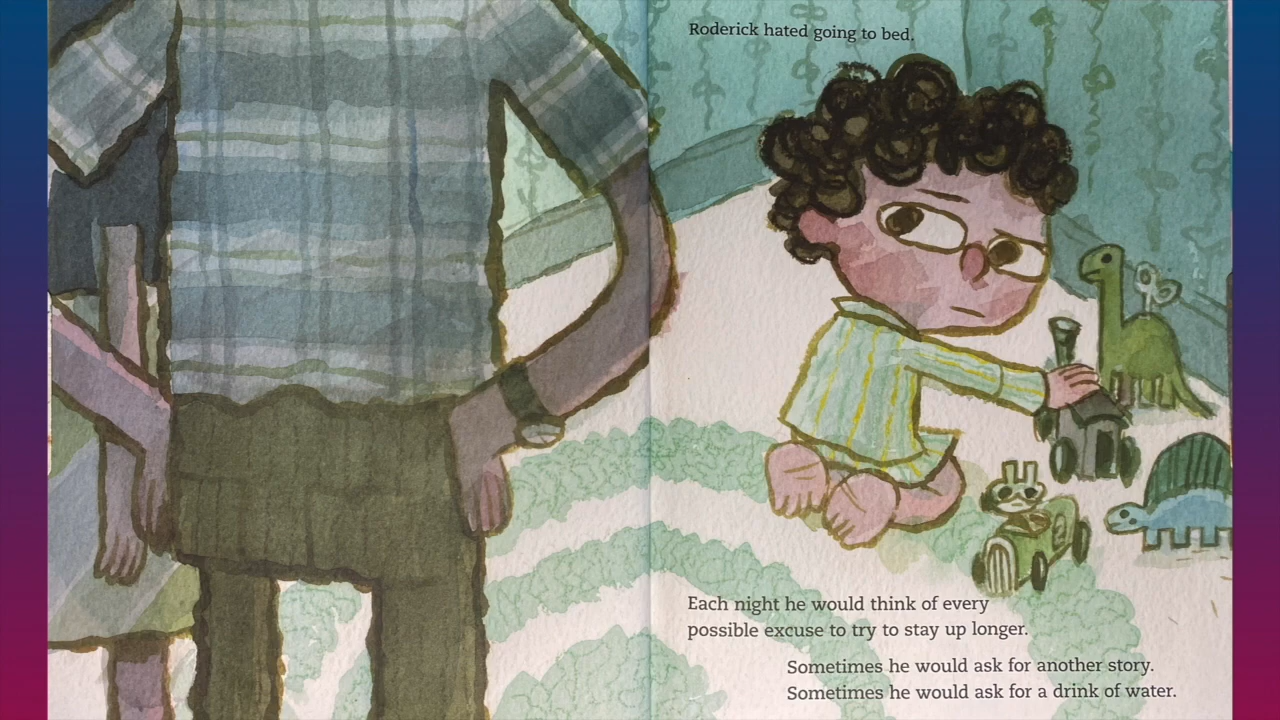 Roderick hated going to bed.
Each night he would think of every
possible excuse to try to stay up longer.
Sometimes he would ask for another story.
Sometimes he would ask for a drink of water.